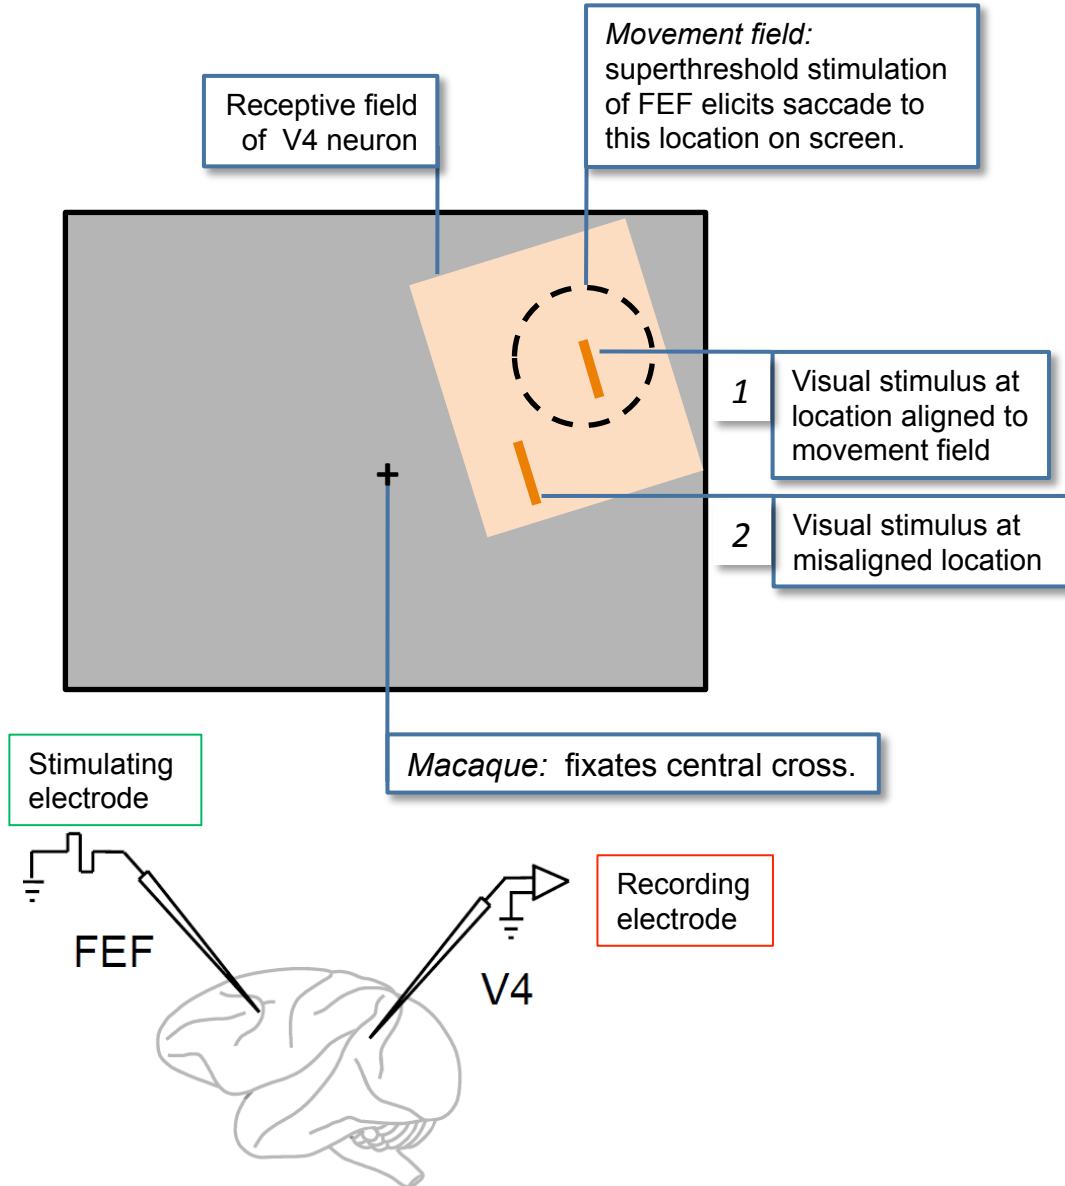 Movement field:
superthreshold stimulation
of FEF elicits saccade to
this location on screen.
Receptive field
of V4 neuron
1
Visual stimulus at
location aligned to
movement field
2
Visual stimulus at
misaligned location
Macaque: fixates central cross.
Stimulating
electrode
Recording
electrode
FEF
V4